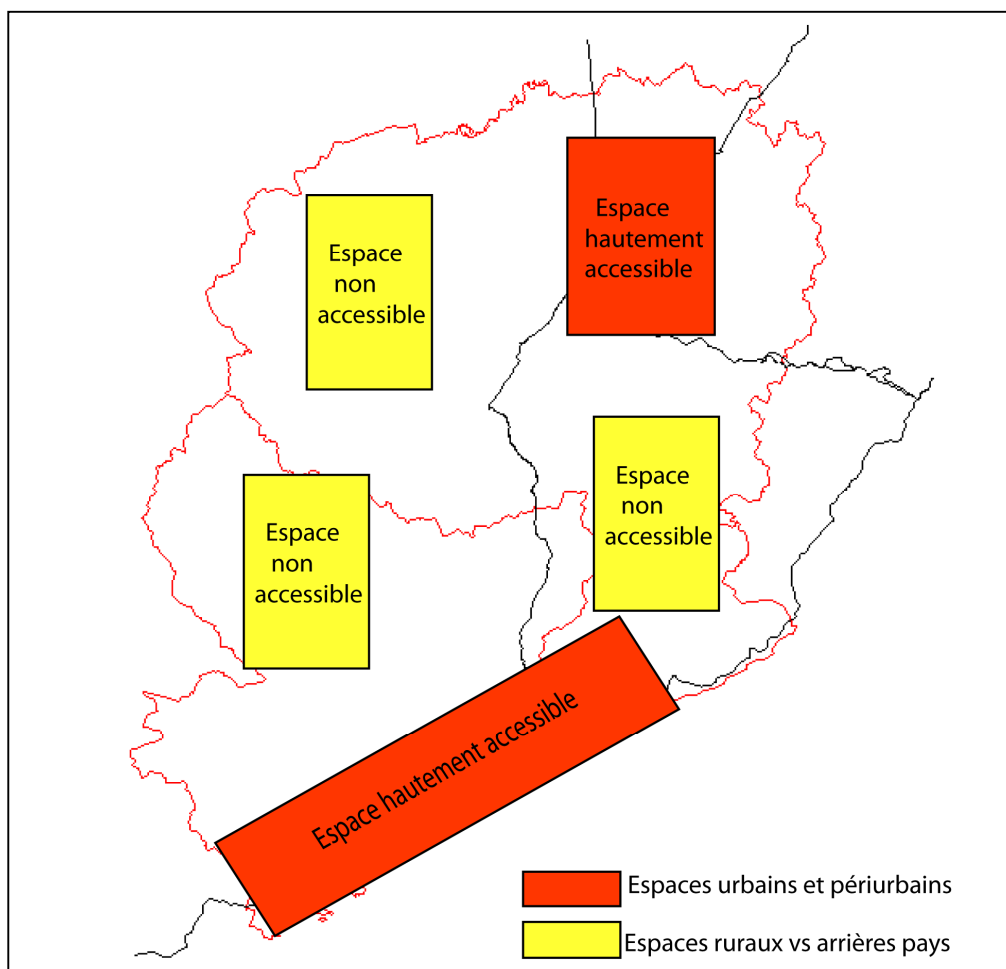 Espace
hautement
accessible
Espace
non
accessible
Espace
non
accessible
Espace
non
accessible
Espace hautement accessible
Espaces urbains et périurbains
Espaces ruraux vs arrières pays